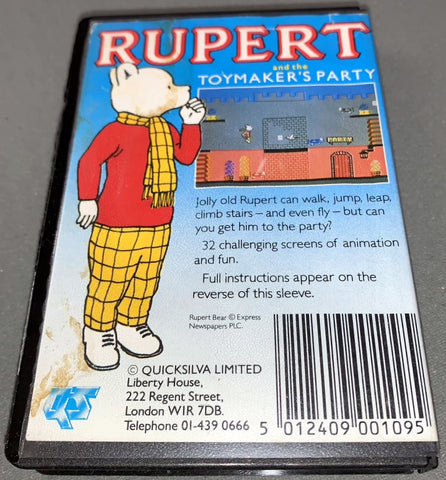 RUPERT
and the
TOYMAKER'S PARTY
PARTY
Jolly old Rupert can walk, jump, leap,
climb stairs – and even fly – but can
you get him to the party?
32 challenging screens of animation
and fun.
Full instructions appear on the
reverse of this sleeve.
Rupert Bear © Express
Newspapers PLC.
© QUICKSILVA LIMITED
Liberty House,
222 Regent Street,
London W1R 7DB.
Telephone 01-439 0666
5 012409 001095